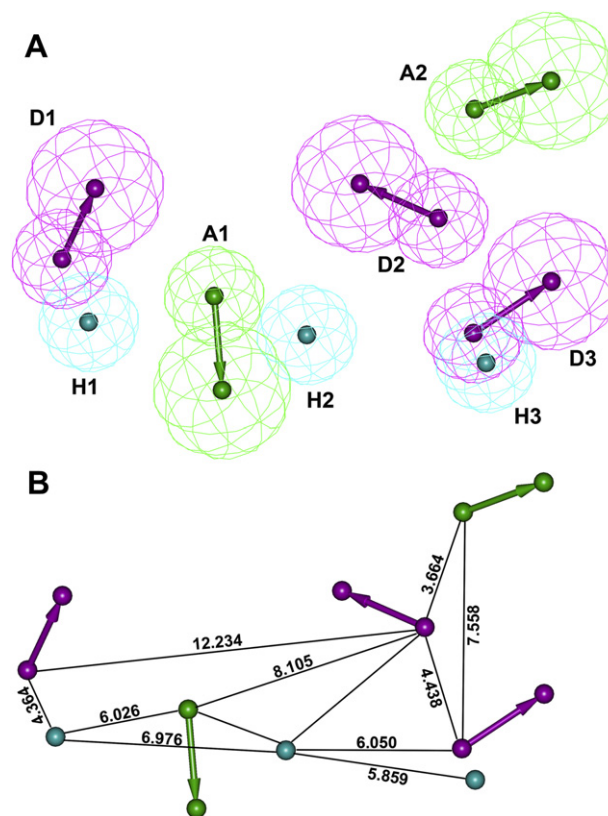 A
A2
D1
A1
D2
D3
H1
H2
H3
B
3.664
7.558
12.234
8.105
4.438
4.364
6.026
6.976
6.050
5.859